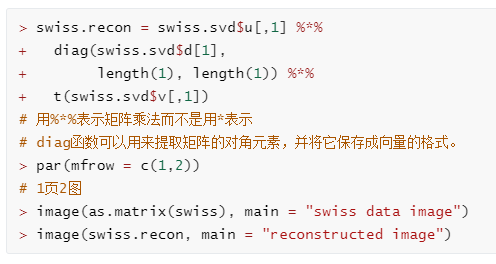 > swiss.recon = swiss.svd$u[,1] %*%
+   diag(swiss.svd$d[1],
+        length(1), length(1)) %*%
+   t(swiss.svd$v[,1])
# 用%*%表示矩阵乘法而不是用*表示
# diag函数可以用来提取矩阵的对角元素，并将它保存成向量的格式。
> par(mfrow = c(1,2))
# 1页2图
> image(as.matrix(swiss), main = "swiss data image")
> image(swiss.recon, main = "reconstructed image")